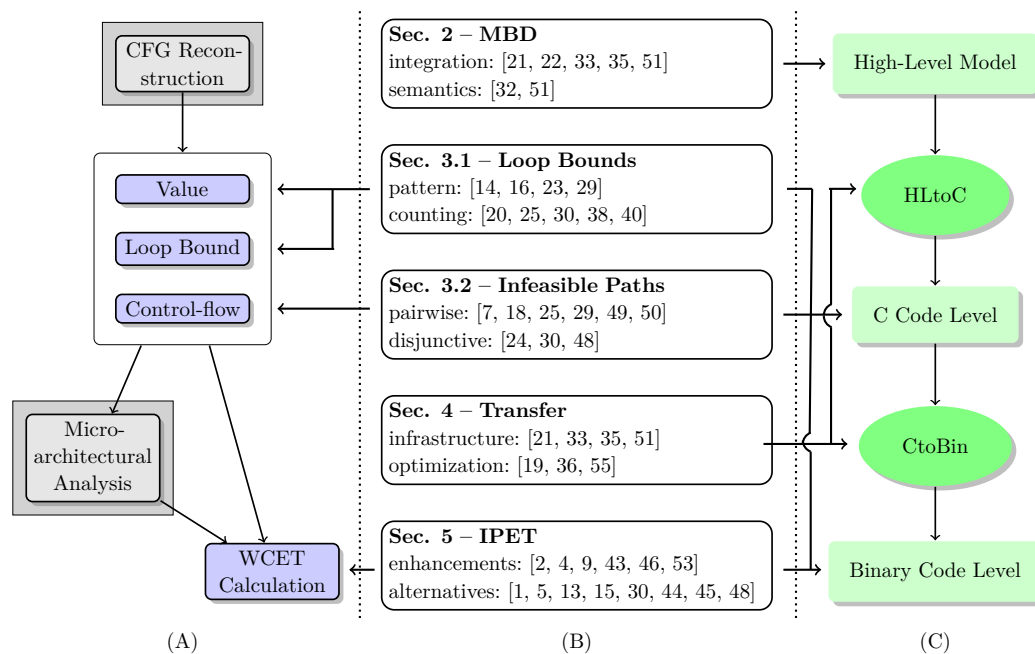 CFG Recon-
struction
Value
Loop Bound
Control-flow
Micro-
architectural
Analysis
WCET
Calculation
(A)
Sec. 2 – MBD
integration: [21, 22, 33, 35, 51]
semantics: [32, 51]
Sec. 3.1 – Loop Bounds
pattern: [14, 16, 23, 29]
counting: [20, 25, 30, 38, 40]
Sec. 3.2 – Infeasible Paths
pairwise: [7, 18, 25, 29, 49, 50]
disjunctive: [24, 30, 48]
Sec. 4 – Transfer
infrastructure: [21, 33, 35, 51]
optimization: [19, 36, 55]
Sec. 5 – IPET
enhancements: [2, 4, 9, 43, 46, 53]
alternatives: [1, 5, 13, 15, 30, 44, 45, 48]
(B)
High-Level Model
HLtoC
C Code Level
CtoBin
Binary Code Level
(C)